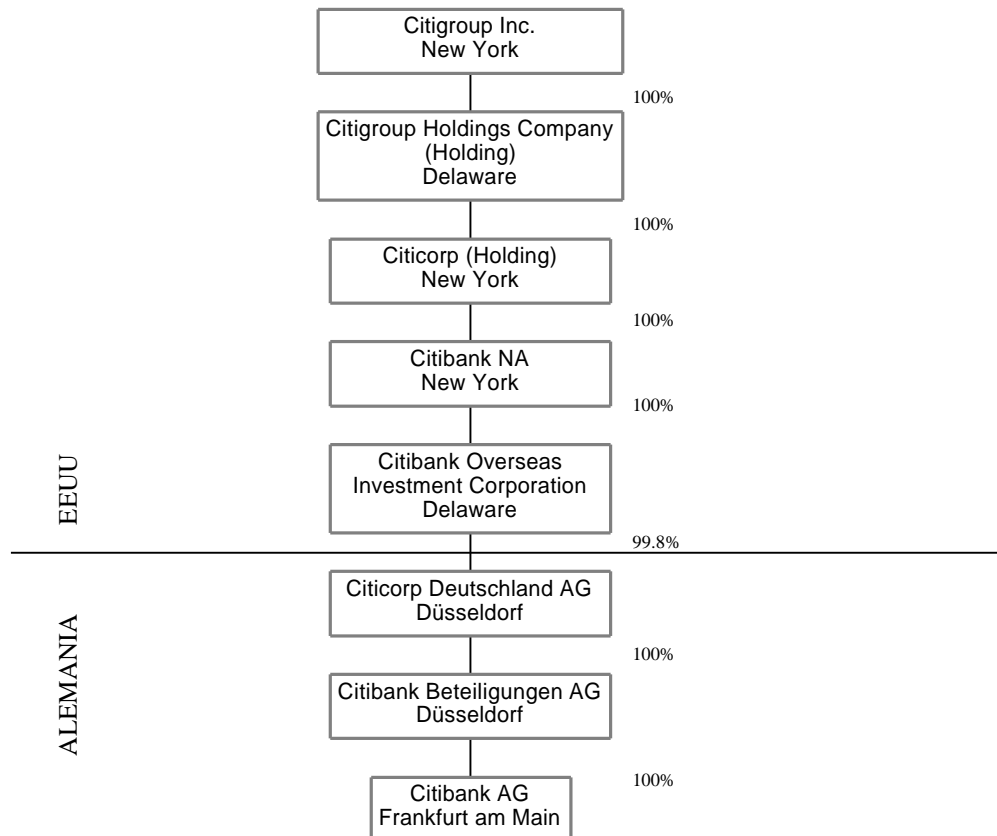 Citigroup Inc.
New York
100%
Citigroup Holdings Company
(Holding)
Delaware
100%
Citicorp (Holding)
New York
100%
Citibank NA
New York
100%
Citibank Overseas
Investment Corporation
Delaware
EEUU
99.8%
Citicorp Deutschland AG
Düsseldorf
100%
Citibank Beteiligungen AG
Düsseldorf
ALEMANIA
100%
Citibank AG
Frankfurt am Main